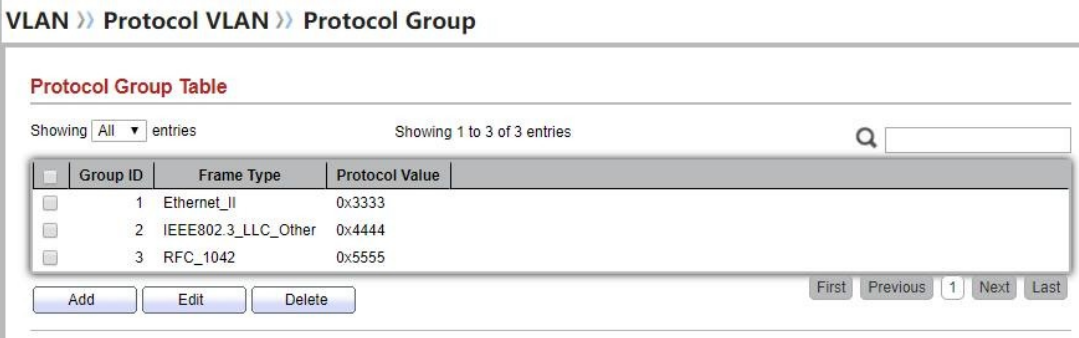 VLAN » Protocol VLAN » Protocol Group
Protocol Group Table
Showing All entries Showing 1 to 3 of 3 entries
Group ID Frame Type Protocol Value
1 Ethernet_II 0x3333
2 IEEE802.3_LLC_Other 0x4444
3 RFC_1042 0x5555
Add Edit Delete First Previous 1 Next Last